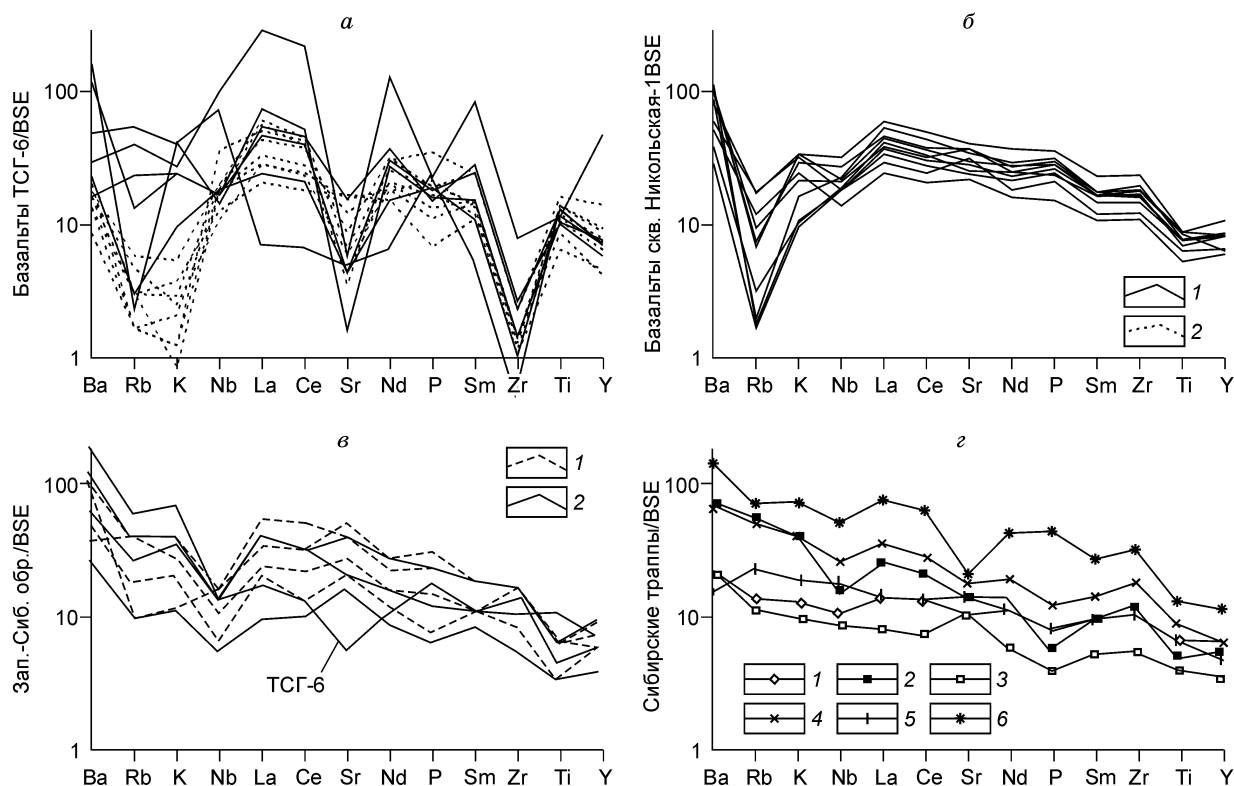 а
Базальты ТСГ-6/BSE
100
10
1
Ba Rb K Nb La Ce Sr Nd P Sm Zr Ti Y
б
Базальты скв. Никольская-1BSE
100
10
1
1
2
Ba Rb K Nb La Ce Sr Nd P Sm Zr Ti Y
в
Зап.-Сиб. обр./BSE
100
10
1
1
2
ТСГ-6
Ba Rb K Nb La Ce Sr Nd P Sm Zr Ti Y
г
Сибирские траппы/BSE
100
10
1
1 2 3
4 5 6
Ba Rb K Nb La Ce Sr Nd P Sm Zr Ti Y